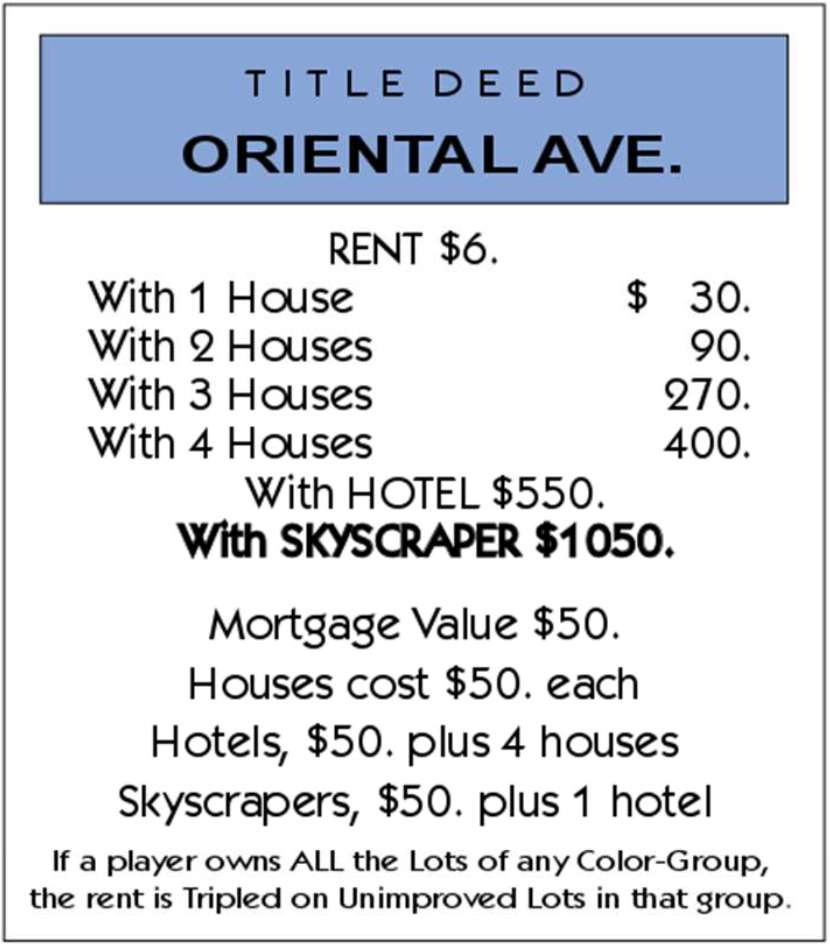 TITLE DEED
ORIENTAL AVE.
RENT $6.
With 1 House $ 30.
With 2 Houses 90.
With 3 Houses 270.
With 4 Houses 400.
With HOTEL $550.
With SKYSCRAPER $1050.
Mortgage Value $50.
Houses cost $50. each
Hotels, $50. plus 4 houses
Skyscrapers, $50. plus 1 hotel
If a player owns ALL the Lots of any Color-Group,
the rent is Tripled on Unimproved Lots in that group.